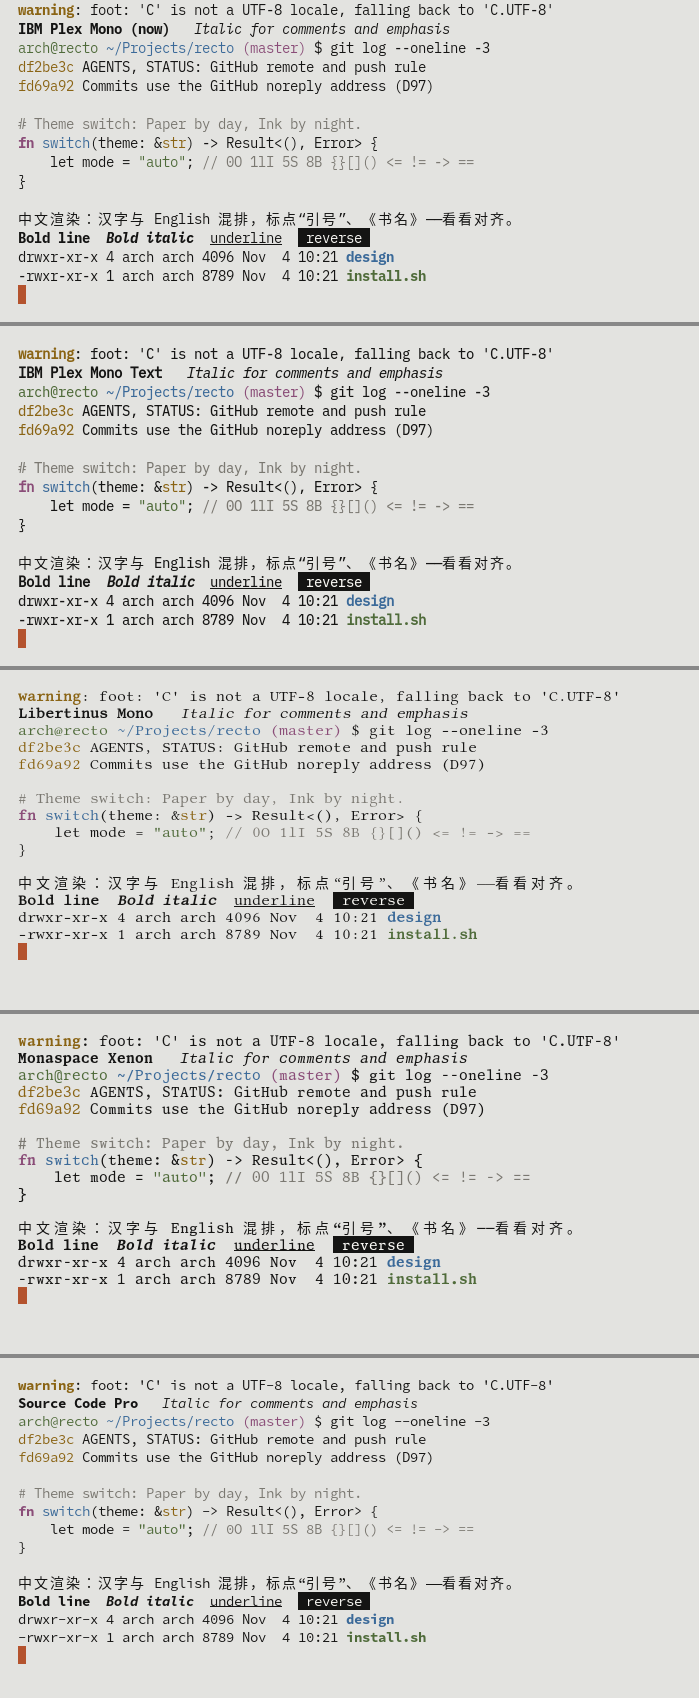 warning: foot: 'C' is not a UTF-8 locale, falling back to 'C.UTF-8'
IBM Plex Mono (now)   Italic for comments and emphasis
arch@recto ~/Projects/recto (master) $ git log --oneline -3
df2be3c AGENTS, STATUS: GitHub remote and push rule
fd69a92 Commits use the GitHub noreply address (D97)
# Theme switch: Paper by day, Ink by night.
fn switch(theme: &str) -> Result<(), Error> {
    let mode = "auto"; // 0O 1lI 5S 8B {}[]() <= != -> ==
}
中文渲染：汉字与 English 混排，标点“引号”、《书名》——看看对齐。
Bold line  Bold italic  underline  reverse
drwxr-xr-x 4 arch arch 4096 Nov  4 10:21 design
-rwxr-xr-x 1 arch arch 8789 Nov  4 10:21 install.sh
warning: foot: 'C' is not a UTF-8 locale, falling back to 'C.UTF-8'
IBM Plex Mono Text   Italic for comments and emphasis
arch@recto ~/Projects/recto (master) $ git log --oneline -3
df2be3c AGENTS, STATUS: GitHub remote and push rule
fd69a92 Commits use the GitHub noreply address (D97)
# Theme switch: Paper by day, Ink by night.
fn switch(theme: &str) -> Result<(), Error> {
    let mode = "auto"; // 0O 1lI 5S 8B {}[]() <= != -> ==
}
中文渲染：汉字与 English 混排，标点“引号”、《书名》——看看对齐。
Bold line  Bold italic  underline  reverse
drwxr-xr-x 4 arch arch 4096 Nov  4 10:21 design
-rwxr-xr-x 1 arch arch 8789 Nov  4 10:21 install.sh
warning: foot: 'C' is not a UTF-8 locale, falling back to 'C.UTF-8'
Libertinus Mono   Italic for comments and emphasis
arch@recto ~/Projects/recto (master) $ git log --oneline -3
df2be3c AGENTS, STATUS: GitHub remote and push rule
fd69a92 Commits use the GitHub noreply address (D97)
# Theme switch: Paper by day, Ink by night.
fn switch(theme: &str) -> Result<(), Error> {
    let mode = "auto"; // 0O 1lI 5S 8B {}[]() <= != -> ==
}
中文渲染：汉字与 English 混排，标点“引号”、《书名》——看看对齐。
Bold line  Bold italic  underline  reverse
drwxr-xr-x 4 arch arch 4096 Nov  4 10:21 design
-rwxr-xr-x 1 arch arch 8789 Nov  4 10:21 install.sh
warning: foot: 'C' is not a UTF-8 locale, falling back to 'C.UTF-8'
Monaspace Xenon   Italic for comments and emphasis
arch@recto ~/Projects/recto (master) $ git log --oneline -3
df2be3c AGENTS, STATUS: GitHub remote and push rule
fd69a92 Commits use the GitHub noreply address (D97)
# Theme switch: Paper by day, Ink by night.
fn switch(theme: &str) -> Result<(), Error> {
    let mode = "auto"; // 0O 1lI 5S 8B {}[]() <= != -> ==
}
中文渲染：汉字与 English 混排，标点“引号”、《书名》——看看对齐。
Bold line  Bold italic  underline  reverse
drwxr-xr-x 4 arch arch 4096 Nov  4 10:21 design
-rwxr-xr-x 1 arch arch 8789 Nov  4 10:21 install.sh
warning: foot: 'C' is not a UTF-8 locale, falling back to 'C.UTF-8'
Source Code Pro   Italic for comments and emphasis
arch@recto ~/Projects/recto (master) $ git log --oneline -3
df2be3c AGENTS, STATUS: GitHub remote and push rule
fd69a92 Commits use the GitHub noreply address (D97)
# Theme switch: Paper by day, Ink by night.
fn switch(theme: &str) -> Result<(), Error> {
    let mode = "auto"; // 0O 1lI 5S 8B {}[]() <= != -> ==
}
中文渲染：汉字与 English 混排，标点“引号”、《书名》——看看对齐。
Bold line  Bold italic  underline  reverse
drwxr-xr-x 4 arch arch 4096 Nov  4 10:21 design
-rwxr-xr-x 1 arch arch 8789 Nov  4 10:21 install.sh